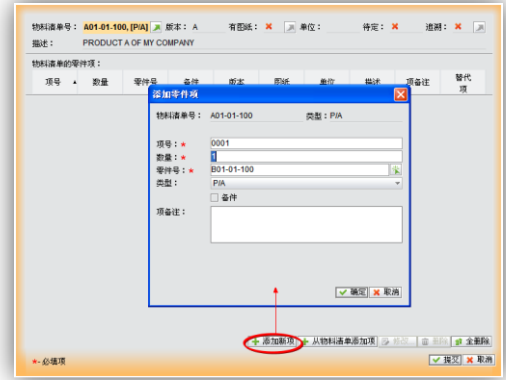 物料清单号： A01-01-100, [P/A] 版本： A 有图纸： 单位： 待定： 追溯：
描述： PRODUCT A OF MY COMPANY
物料清单的零件项：
项号 数量 零件号 备件 版本 图纸 单位 描述 项备注 替代项
添加零件项
物料清单号： A01-01-100 类型：P/A
项号：* 0001
数量：* 1
零件号：* B01-01-100
类型： P/A
备件
项备注：
确定 取消
添加新项 从物料清单添加项 删除 全删除
*- 必填项 提交 取消